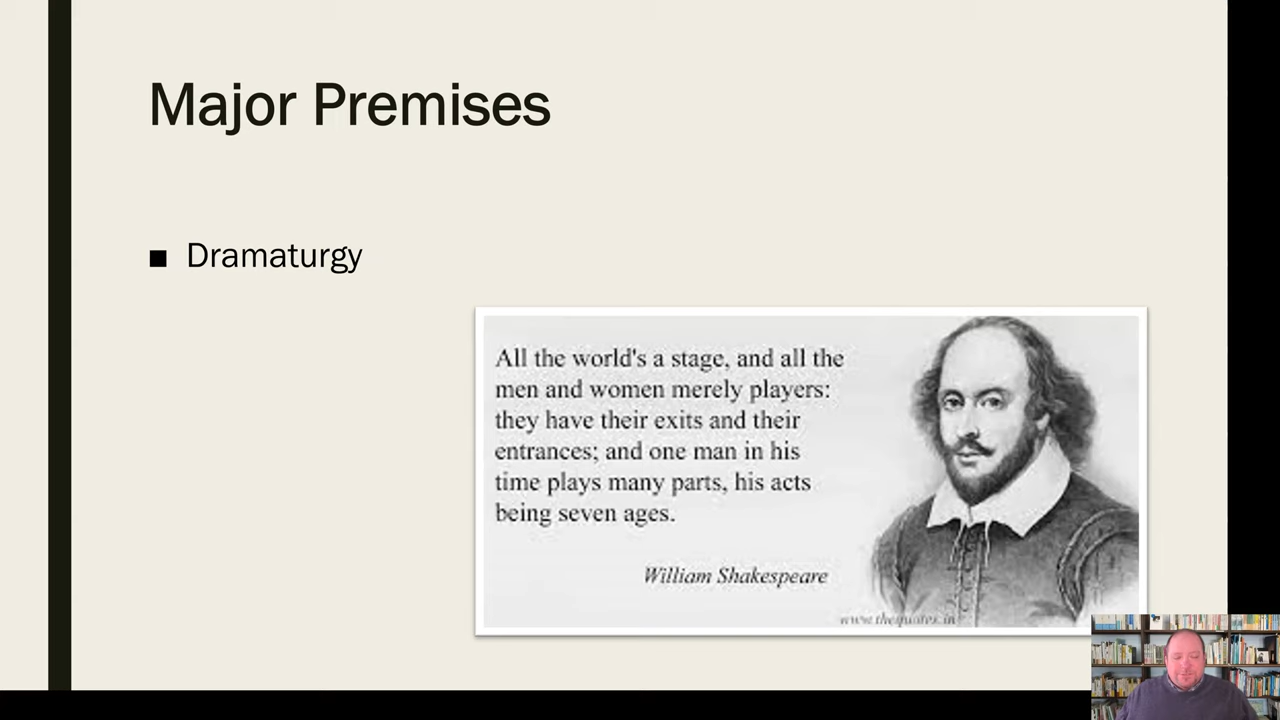 Major Premises
Dramaturgy
All the world's a stage, and all the
men and women merely players:
they have their exits and their
entrances; and one man in his
time plays many parts, his acts
being seven ages.
William Shakespeare
www.thequotes.in